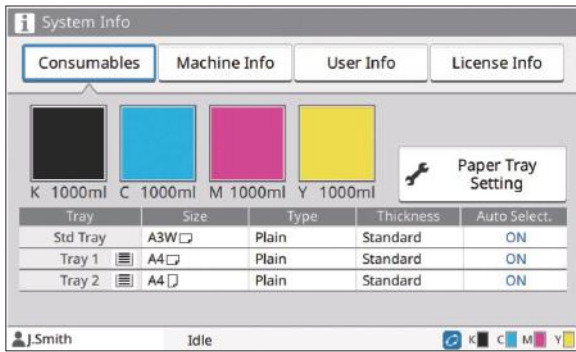 System Info
Consumables Machine Info User Info License Info
K 1000ml C 1000ml M 1000ml Y 1000ml
Paper Tray
Setting
Tray Size Type Thickness Auto Select.
Std Tray A3W Plain Standard ON
Tray 1 A4 Plain Standard ON
Tray 2 A4 Plain Standard ON
J.Smith Idle K C M Y